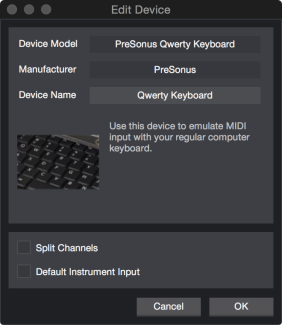 Edit Device
Device Model PreSonus Qwerty Keyboard
Manufacturer PreSonus
Device Name Qwerty Keyboard
Use this device to emulate MIDI
input with your regular computer
keyboard.
Split Channels
Default Instrument Input
Cancel OK